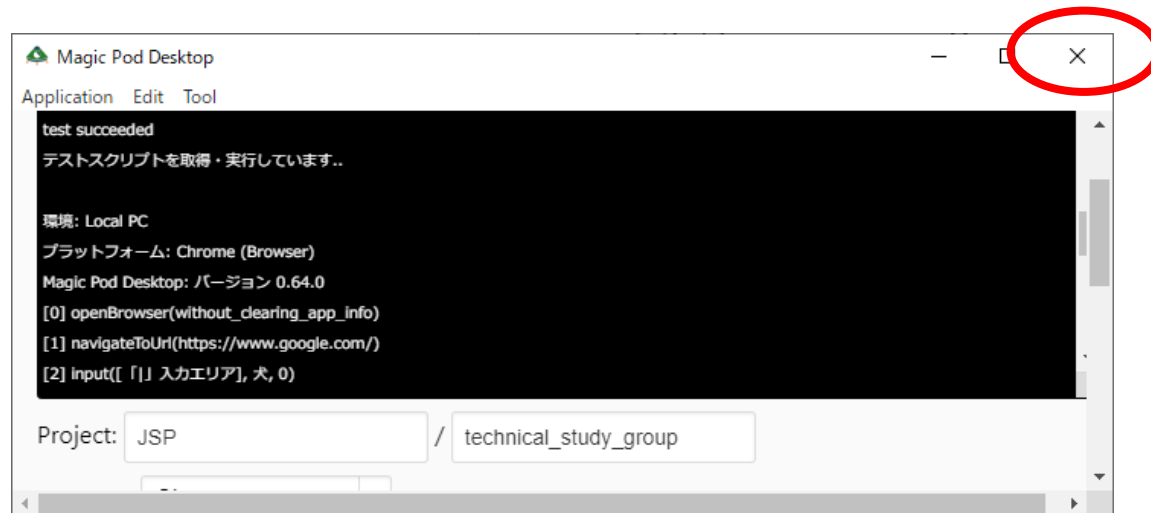 Magic Pod Desktop
Application Edit Tool
test succeeded
テストスクリプトを取得・実行しています..
環境: Local PC
プラットフォーム: Chrome (Browser)
Magic Pod Desktop: バージョン 0.64.0
[0] openBrowser(without_clearing_app_info)
[1] navigateToUrl(https://www.google.com/)
[2] input([「|」入力エリア], 犬, 0)
Project: JSP / technical_study_group